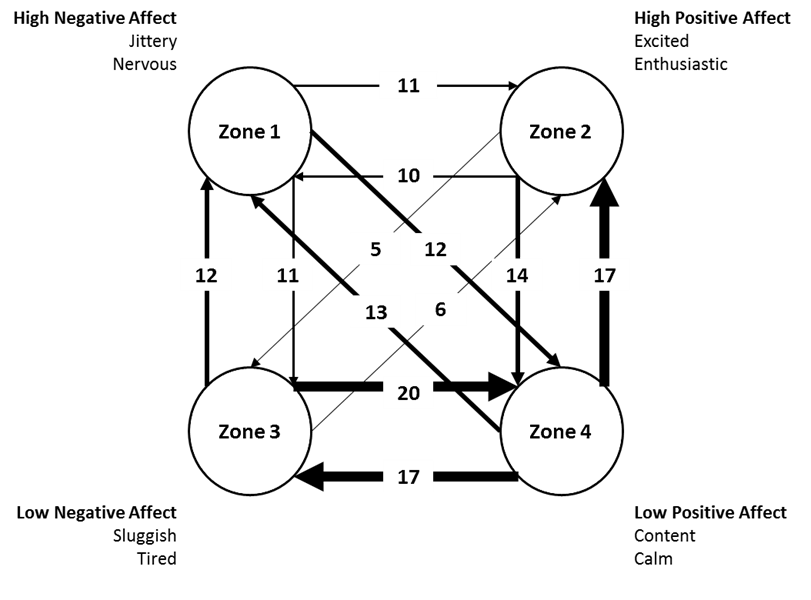 High Negative Affect
Jittery
Nervous
High Positive Affect
Excited
Enthusiastic
11
Zone 1
Zone 2
10
5
12
12
11
14
17
13
6
20
Zone 3
Zone 4
17
Low Negative Affect
Sluggish
Tired
Low Positive Affect
Content
Calm